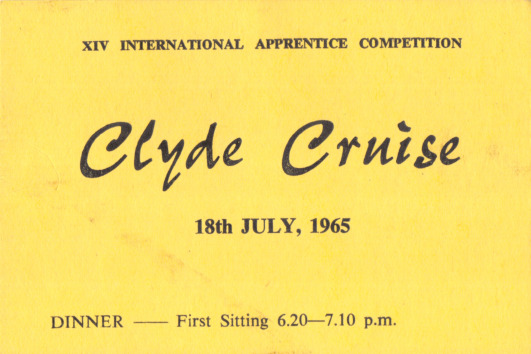 XIV INTERNATIONAL APPRENTICE COMPETITION
Clyde Cruise
18th JULY, 1965
DINNER —— First Sitting 6.20—7.10 p.m.